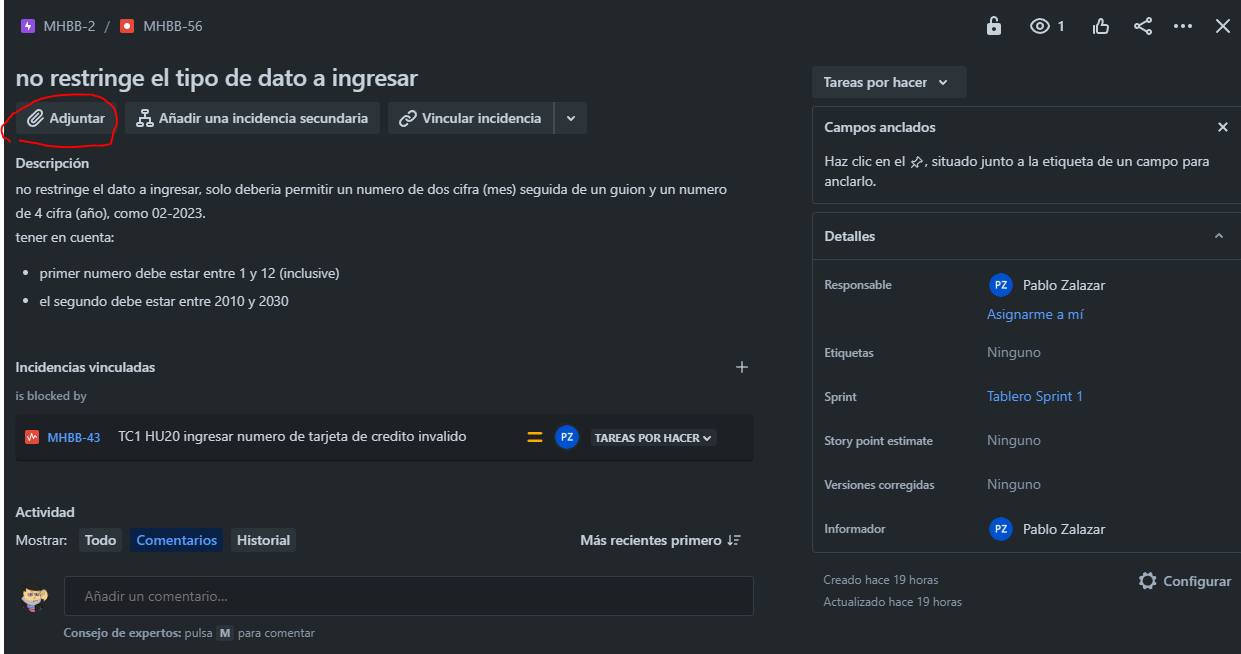 MHBB-2 / MHBB-56
1
no restringe el tipo de dato a ingresar
Adjuntar
Añadir una incidencia secundaria
Vincular incidencia
Descripción
no restringe el dato a ingresar, solo deberia permitir un numero de dos cifra (mes) seguida de un guion y un numero
de 4 cifra (año), como 02-2023.
tener en cuenta:
• primer numero debe estar entre 1 y 12 (inclusive)
• el segundo debe estar entre 2010 y 2030
Incidencias vinculadas
is blocked by
MHBB-43 TC1 HU20 ingresar numero de tarjeta de credito invalido PZ TAREAS POR HACER
Actividad
Mostrar: Todo Comentarios Historial Más recientes primero
Añadir un comentario...
Consejo de expertos: pulsa M para comentar
Tareas por hacer
Campos anclados
Haz clic en el , situado junto a la etiqueta de un campo para
anclarlo.
Detalles
Responsable PZ Pablo Zalazar
Asignarme a mí
Etiquetas Ninguno
Sprint Tablero Sprint 1
Story point estimate Ninguno
Versiones corregidas Ninguno
Informador PZ Pablo Zalazar
Creado hace 19 horas
Actualizado hace 19 horas
Configurar